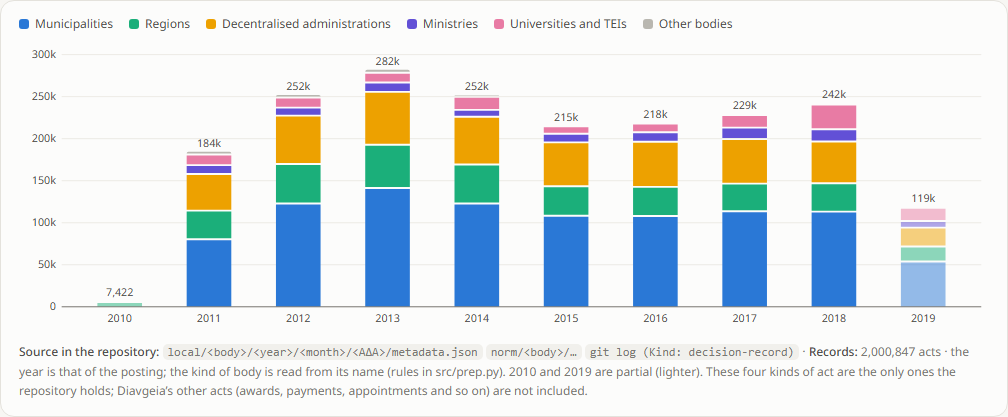 Municipalities Regions Decentralised administrations Ministries Universities and TEIs Other bodies
300k
250k
200k
150k
100k
50k
0
7,422
184k
252k
282k
252k
215k
218k
229k
242k
119k
2010 2011 2012 2013 2014 2015 2016 2017 2018 2019
Source in the repository: local/<body>/<year>/<month>/<ΑΔΑ>/metadata.json norm/<body>/… git log (Kind: decision-record) · Records: 2,000,847 acts · the
year is that of the posting; the kind of body is read from its name (rules in src/prep.py). 2010 and 2019 are partial (lighter). These four kinds of act are the only ones the
repository holds; Diavgeia’s other acts (awards, payments, appointments and so on) are not included.